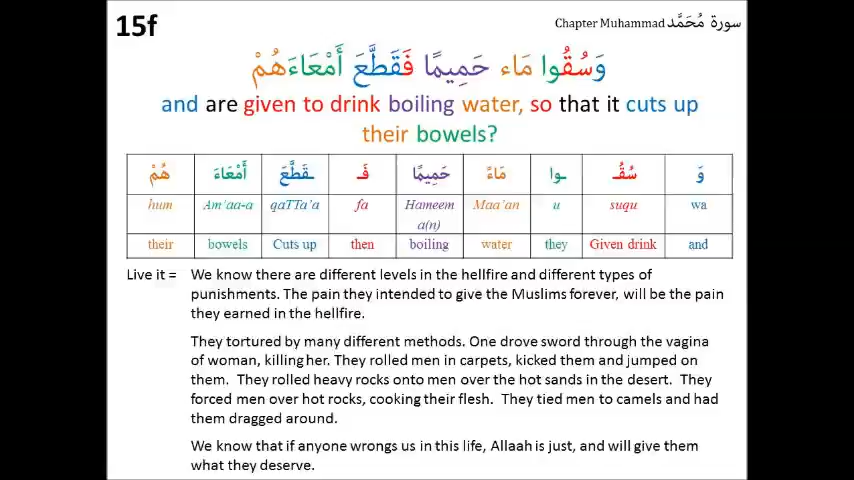 15f
Chapter Muhammad سورة مُحَمَّد
وَسُقُوا مَاء حَمِيمًا فَقَطَّعَ أَمْعَاءَهُمْ
and are given to drink boiling water, so that it cuts up
their bowels?
هُمْ أَمْعَاءَ ـقَطَّعَ فَـ حَمِيمًا مَاءً ـوا سُقُـ وَ
hum Am'aa-a qaTTa'a fa Hameem Maa'an u suqu wa
a(n)
their bowels Cuts up then boiling water they Given drink and
Live it = We know there are different levels in the hellfire and different types of
punishments. The pain they intended to give the Muslims forever, will be the pain
they earned in the hellfire.
They tortured by many different methods. One drove sword through the vagina
of woman, killing her. They rolled men in carpets, kicked them and jumped on
them. They rolled heavy rocks onto men over the hot sands in the desert. They
forced men over hot rocks, cooking their flesh. They tied men to camels and had
them dragged around.
We know that if anyone wrongs us in this life, Allaah is just, and will give them
what they deserve.